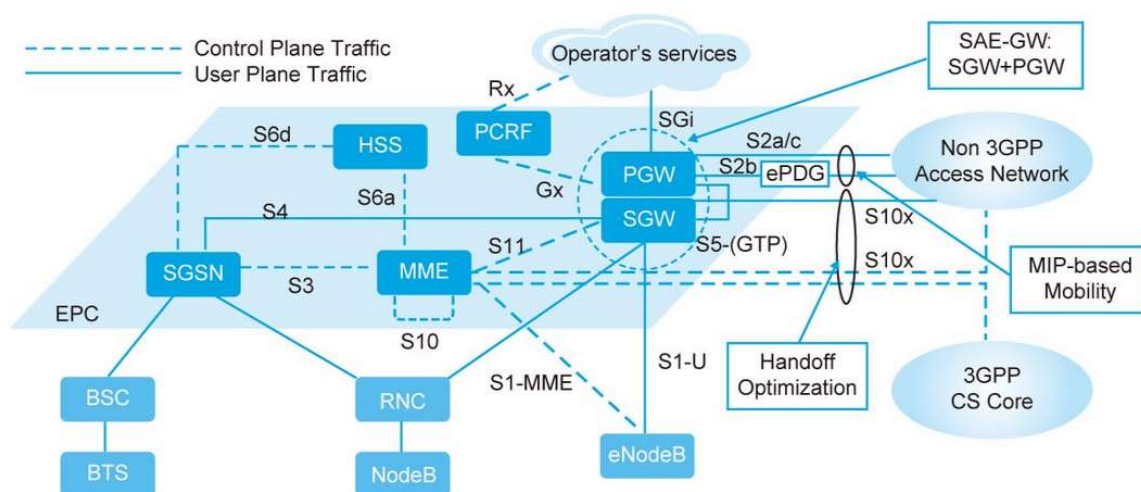 Control Plane Traffic
User Plane Traffic
Operator's services
SAE-GW:
SGW+PGW
Rx
SGi
S6d
HSS
PCRF
S2a/c
S2b
ePDG
Non 3GPP
Access Network
Gx
PGW
S6a
S4
SGW
S10x
S11
S5-(GTP)
SGSN
S3
MME
S10x
MIP-based
Mobility
EPC
S10
S1-MME
S1-U
Handoff
Optimization
3GPP
CS Core
BSC
RNC
eNodeB
BTS
NodeB